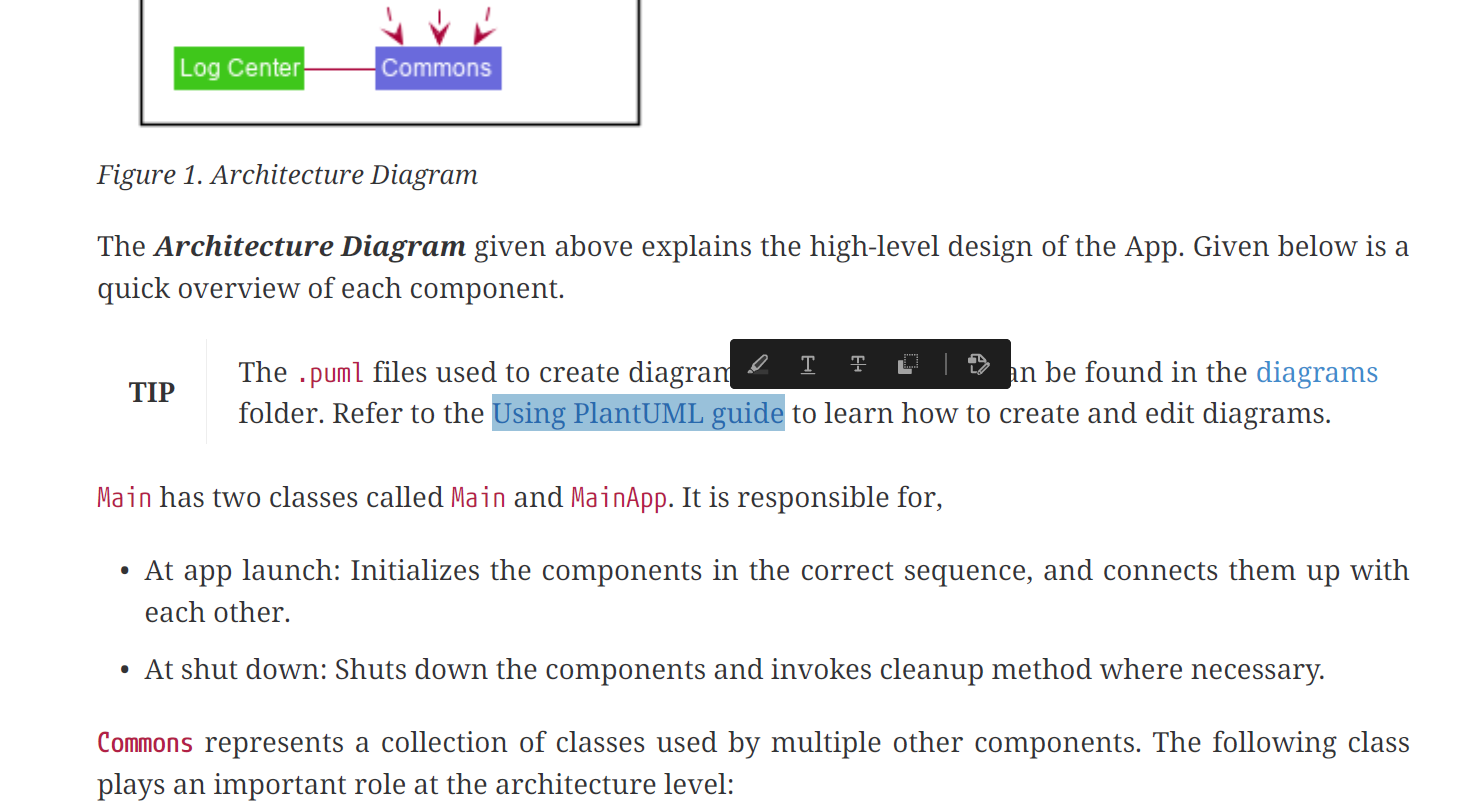 Log Center
Commons
Figure 1. Architecture Diagram
The Architecture Diagram given above explains the high-level design of the App. Given below is a
quick overview of each component.
TIP
The .puml files used to create diagram an be found in the diagrams
folder. Refer to the Using PlantUML guide to learn how to create and edit diagrams.
Main has two classes called Main and MainApp. It is responsible for,
• At app launch: Initializes the components in the correct sequence, and connects them up with
each other.
• At shut down: Shuts down the components and invokes cleanup method where necessary.
Commons represents a collection of classes used by multiple other components. The following class
plays an important role at the architecture level: